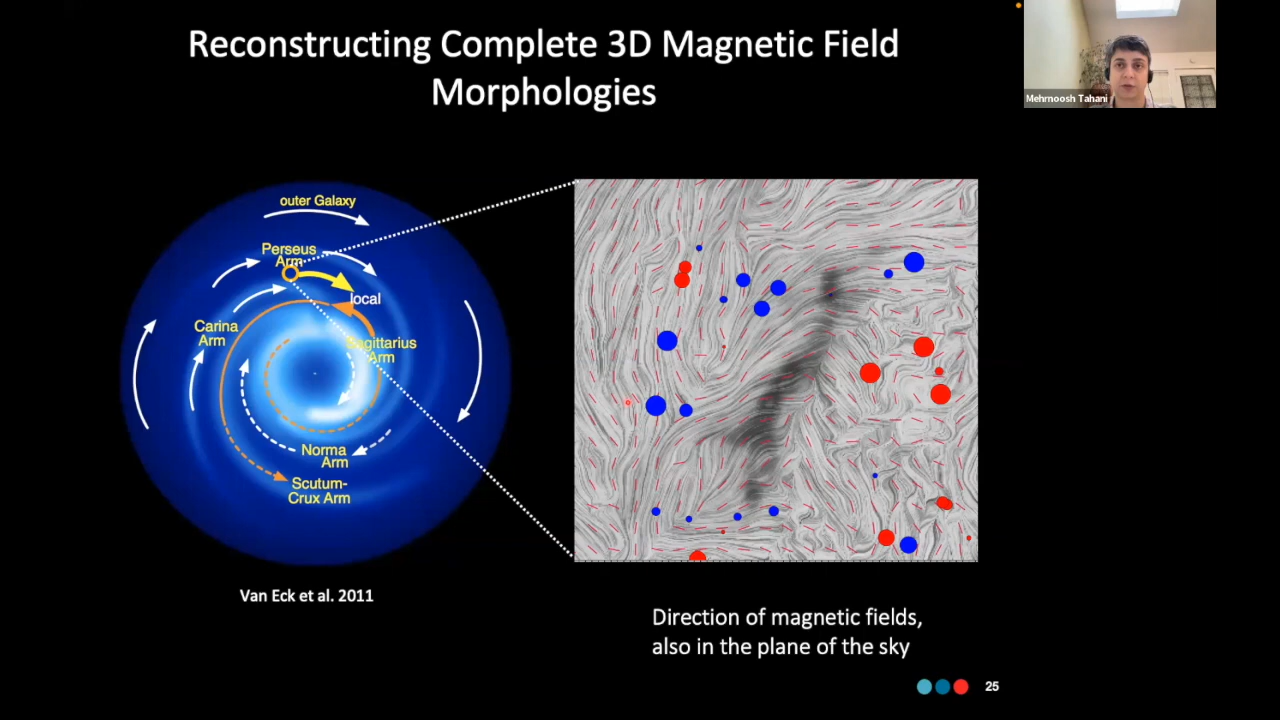 Reconstructing Complete 3D Magnetic Field
Morphologies
Mehrnoosh Tahani
outer Galaxy
Perseus
Arm
local
Carina
Arm
Sagittarius
Arm
Norma
Arm
Scutum-
Crux Arm
Van Eck et al. 2011
Direction of magnetic fields,
also in the plane of the sky
25